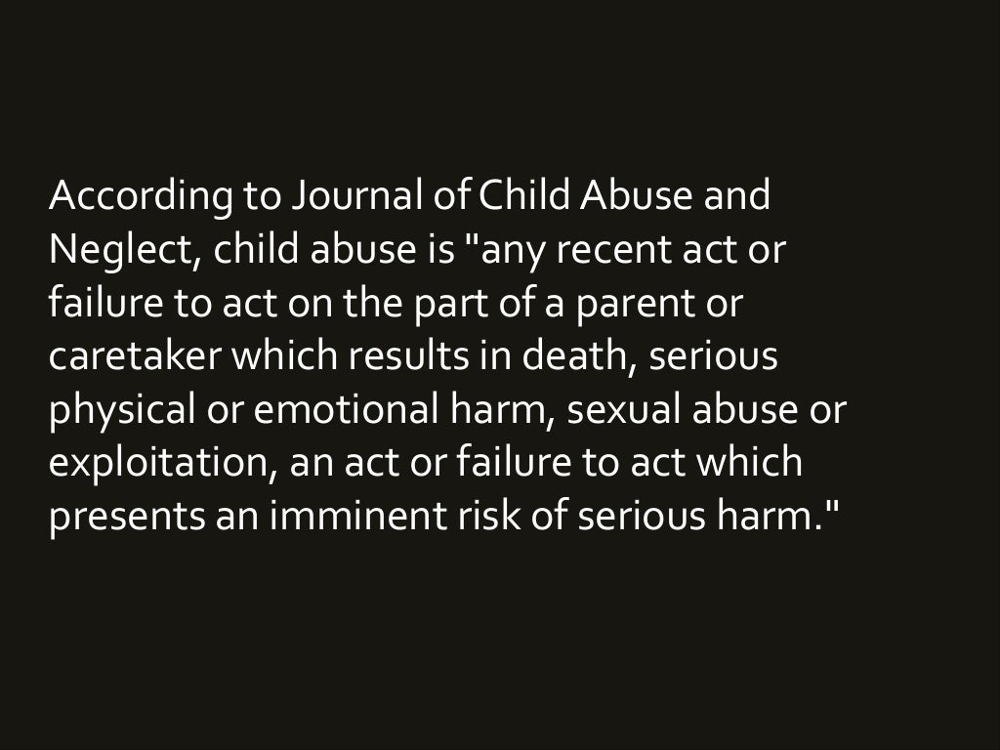 According to Journal of Child Abuse and
Neglect, child abuse is "any recent act or
failure to act on the part of a parent or
caretaker which results in death, serious
physical or emotional harm, sexual abuse or
exploitation, an act or failure to act which
presents an imminent risk of serious harm."